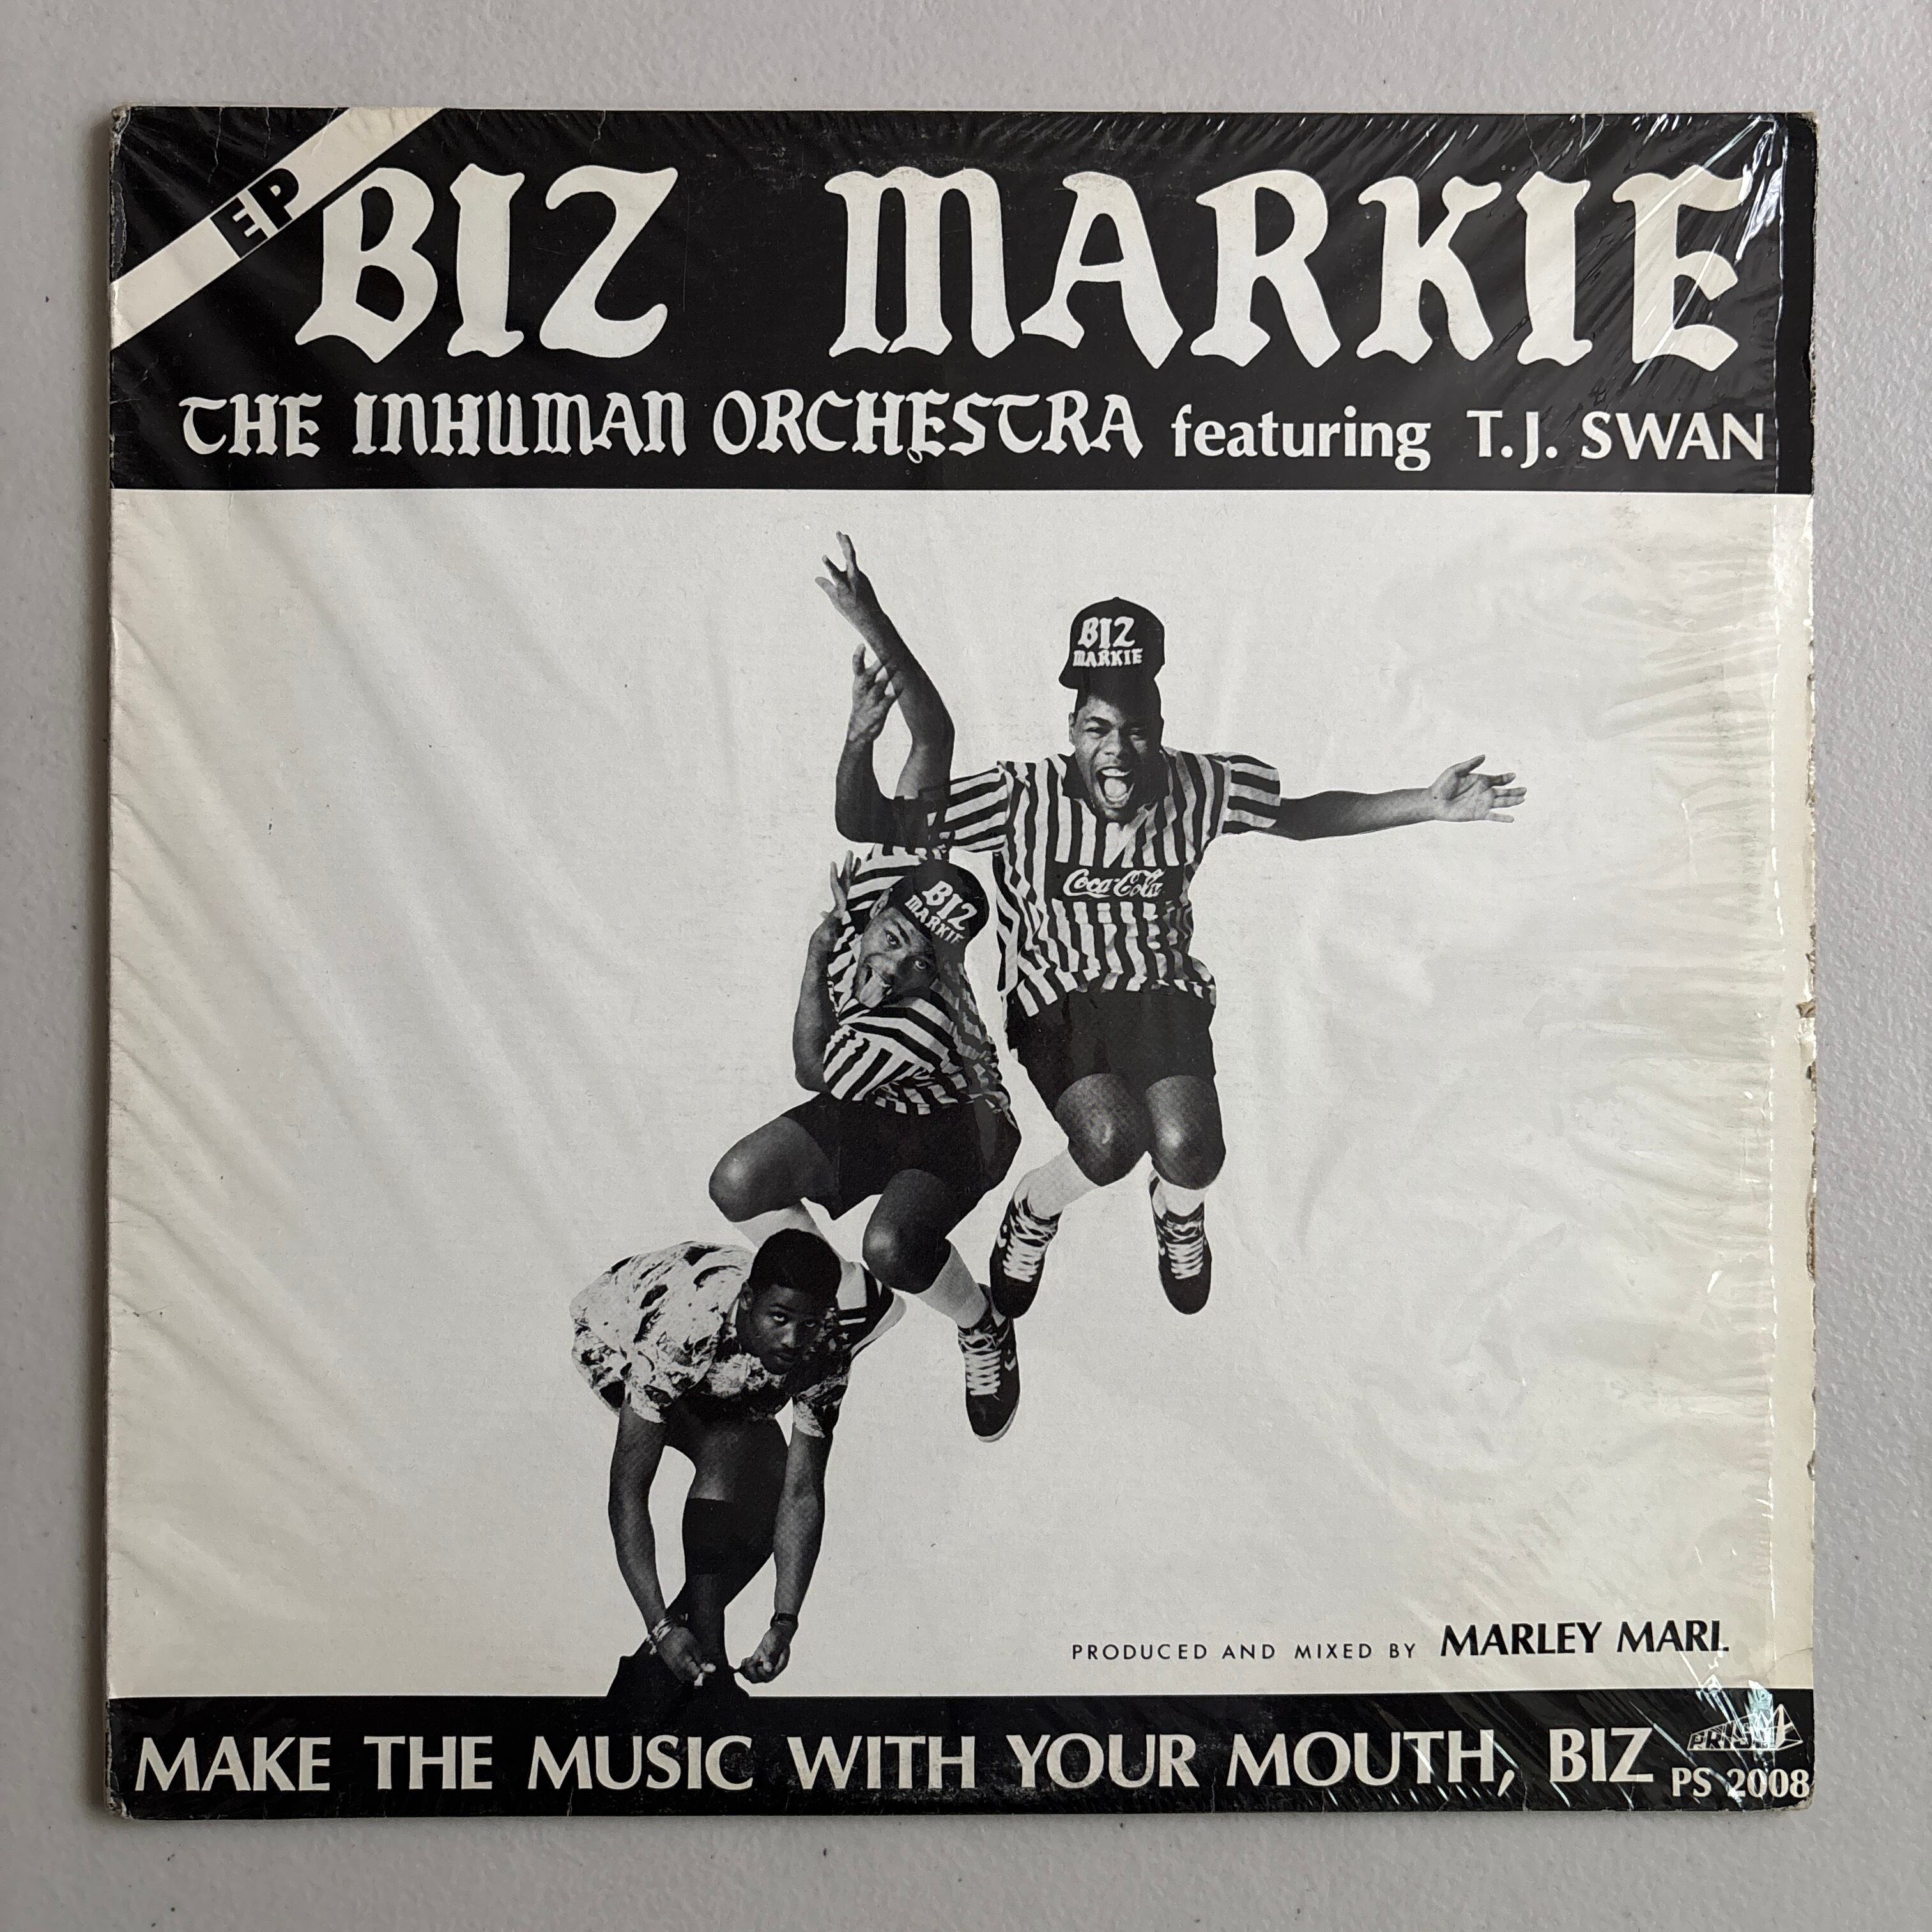 EP
BIZ MARKIE
THE INHUMAN ORCHESTRA featuring T.J. SWAN
BIZ
MARKIE
Coca-Cola
BIZ
MARKIE
PRODUCED AND MIXED BY MARLEY MARL
MAKE THE MUSIC WITH YOUR MOUTH, BIZ
PRISM
PS 2008